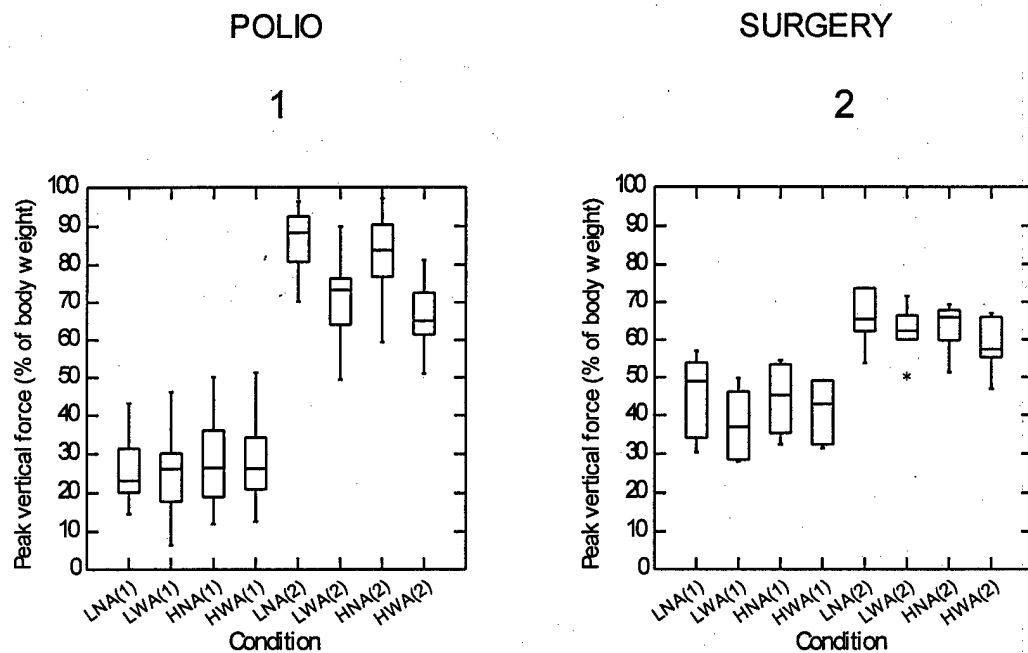 POLIO
1
Peak vertical force (% of body weight)
100
90
80
70
60
50
40
30
20
10
0
LNA(1)
LWA(1)
HNA(1)
HWA(1)
LNA(2)
LWA(2)
HNA(2)
HWA(2)
Condition
SURGERY
2
Peak vertical force (% of body weight)
100
90
80
70
60
50
40
30
20
10
0
*
LNA(1)
LWA(1)
HNA(1)
HWA(1)
LNA(2)
LWA(2)
HNA(2)
HWA(2)
Condition